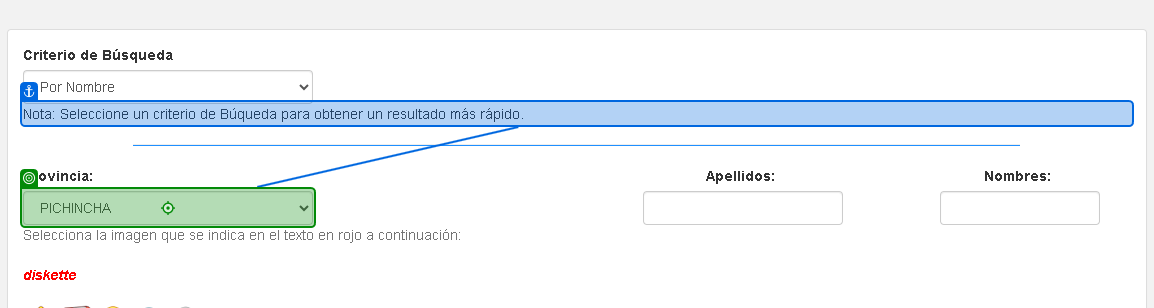 Criterio de Búsqueda
Por Nombre
Nota: Seleccione un criterio de Búqueda para obtener un resultado más rápido.
ovincia:
Apellidos:
Nombres:
PICHINCHA
Selecciona la imagen que se indica en el texto en rojo a continuación:
diskette